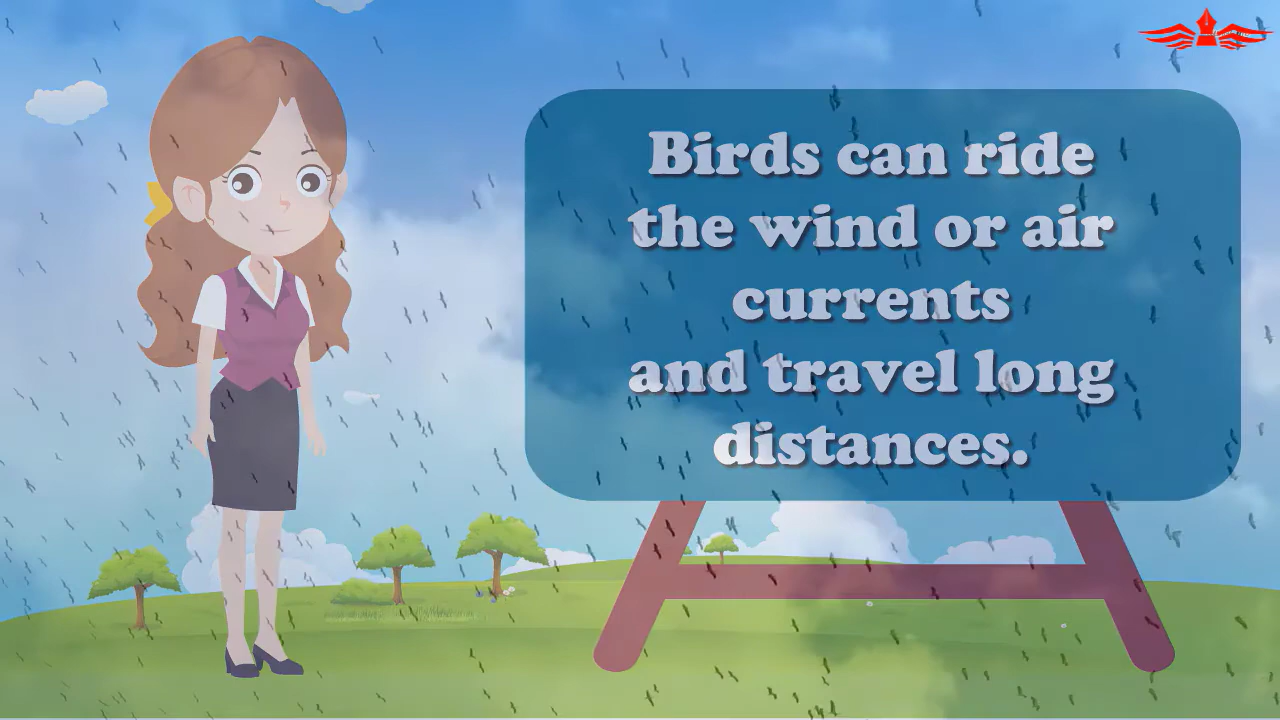 Birds can ride
the wind or air
currents
and travel long
distances.